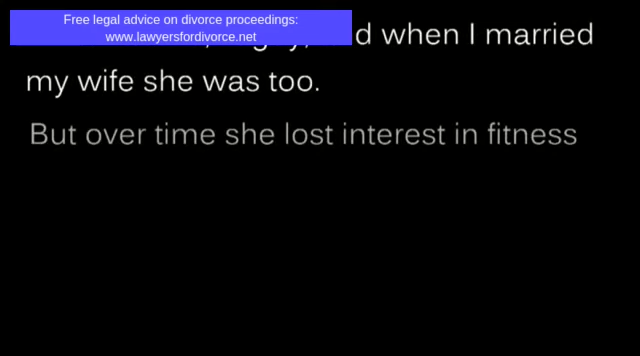 Free legal advice on divorce proceedings:
www.lawyersfordivorce.net
when I married
my wife she was too.
But over time she lost interest in fitness